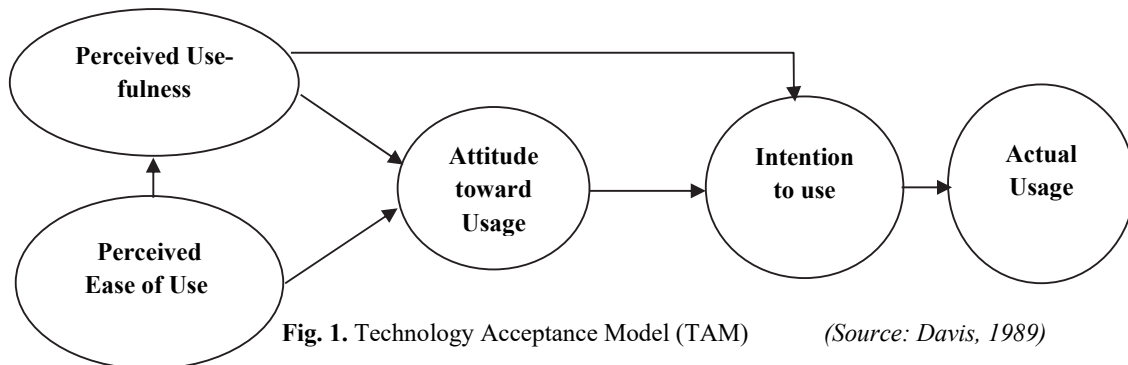 Perceived Use-
fulness
Attitude
toward
Usage
Intention
to use
Actual
Usage
Perceived
Ease of Use
Fig. 1. Technology Acceptance Model (TAM) (Source: Davis, 1989)